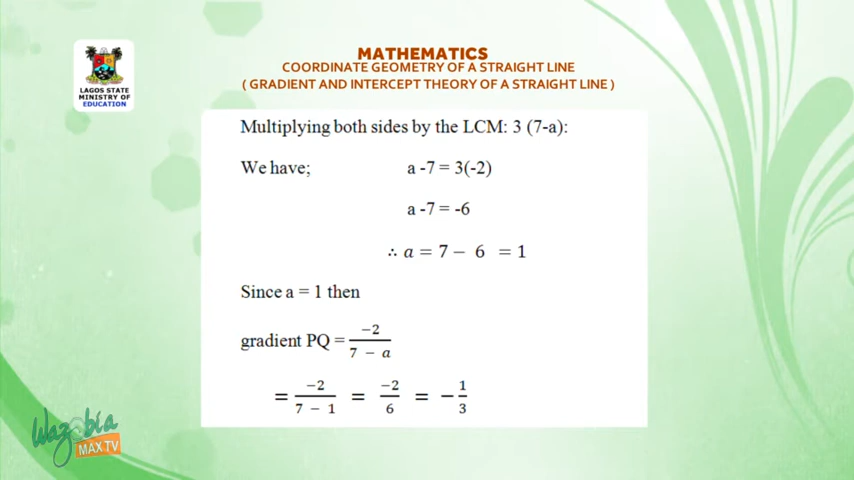 MATHEMATICS
COORDINATE GEOMETRY OF A STRAIGHT LINE
( GRADIENT AND INTERCEPT THEORY OF A STRAIGHT LINE )
LAGOS STATE
MINISTRY OF
EDUCATION
Multiplying both sides by the LCM: 3 (7-a):
We have; a -7 = 3(-2)
a -7 = -6
∴ a = 7 − 6 = 1
Since a = 1 then
gradient PQ = −2 / 7 − a
= −2 / 7 − 1 = −2 / 6 = − 1 / 3
Wazobia
MAX TV